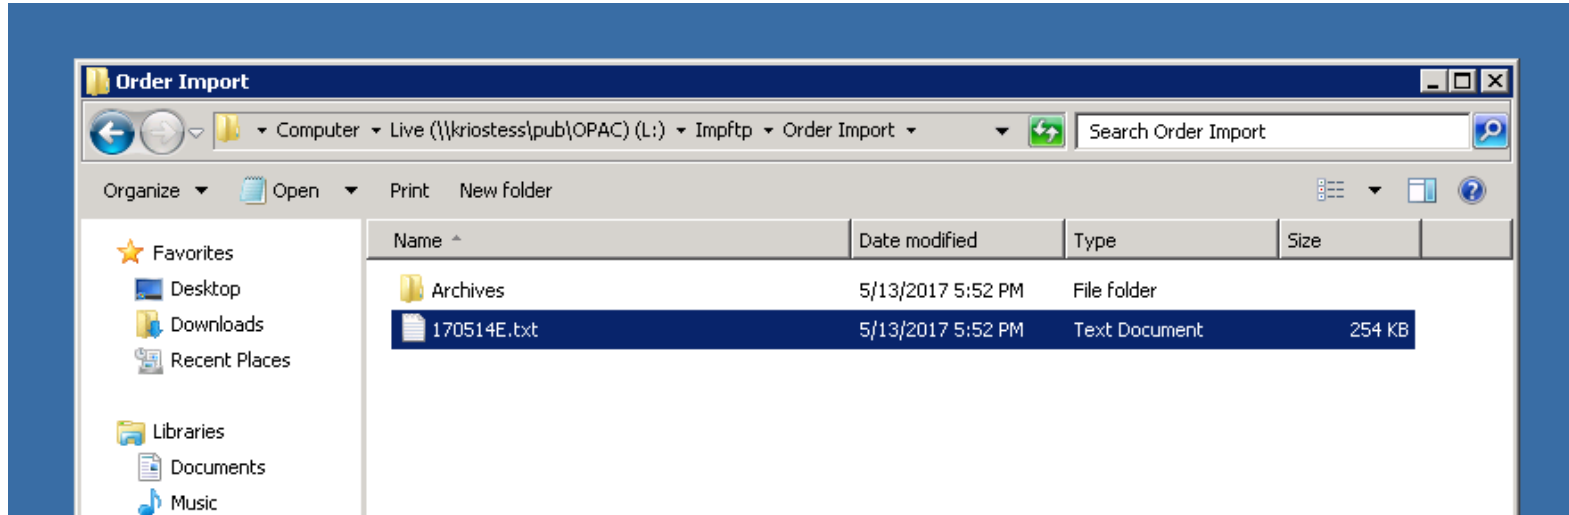 Order Import
Computer Live (\\kriostess\pub\OPAC) (L:) Impftp Order Import Search Order Import
Organize Open Print New folder
Favorites
Desktop
Downloads
Recent Places
Libraries
Documents
Music
Name Date modified Type Size
Archives 5/13/2017 5:52 PM File folder
170514E.txt 5/13/2017 5:52 PM Text Document 254 KB